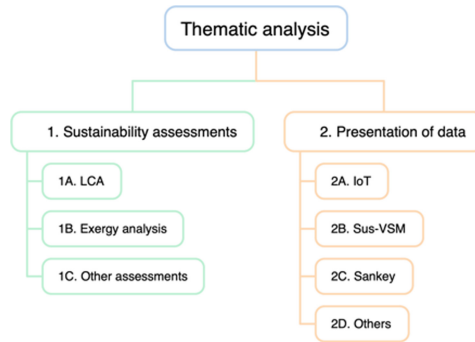 Thematic analysis
1. Sustainability assessments
2. Presentation of data
1A. LCA
2A. IoT
1B. Exergy analysis
2B. Sus-VSM
1C. Other assessments
2C. Sankey
2D. Others